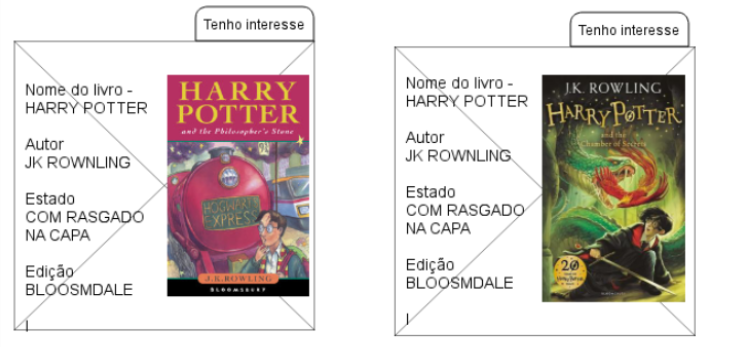 Tenho interesse
Nome do livro -
HARRY POTTER
Autor
JK ROWNLING
Estado
COM RASGADO
NA CAPA
Edição
BLOOSMDALE
HARRY
POTTER
and the Philosopher's Stone
HOGWARTS
EXPRESS
J.K.ROWLING
BLOOMSBURY
Tenho interesse
Nome do livro -
HARRY POTTER
Autor
JK ROWNLING
Estado
COM RASGADO
NA CAPA
Edição
BLOOSMDALE
J.K. ROWLING
HARRY POTTER
and the
Chamber of Secrets
20